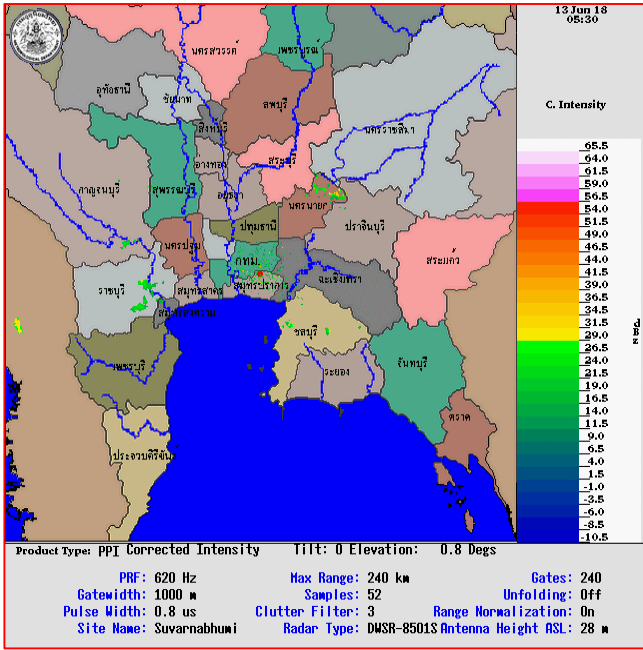 13 Jun 18
05:30
C. Intensity
65.5
64.0
61.5
59.0
56.5
54.0
51.5
49.0
46.5
44.0
41.5
39.0
36.5
34.0
31.5
29.0
26.5
24.0
21.5
19.0
16.5
14.0
11.5
9.0
6.5
4.0
1.5
-1.0
-3.5
-6.0
-8.5
-10.5
นครสวรรค์
เพชรบูรณ์
อุทัยธานี
ชัยนาท
ลพบุรี
สิงห์บุรี
นครราชสีมา
อ่างทอง
สระบุรี
กาญจนบุรี
สุพรรณบุรี
อยุธยา
นครนายก
ปทุมธานี
ปราจีนบุรี
นครปฐม
กทม.
สระแก้ว
ราชบุรี
สมุทรสาคร
สมุทรปราการ
ฉะเชิงเทรา
สมุทรสงคราม
ชลบุรี
เพชรบุรี
ระยอง
จันทบุรี
ตราด
ประจวบคีรีขันธ์
Product Type: PPI Corrected Intensity Tilt: 0 Elevation: 0.8 Degs
PRF: 620 Hz Max Range: 240 km Gates: 240
Gatewidth: 1000 m Samples: 52 Unfolding: Off
Pulse Width: 0.8 us Clutter Filter: 3 Range Normalization: On
Site Name: Suvarnabhumi Radar Type: DWSR-8501S Antenna Height ASL: 28 m